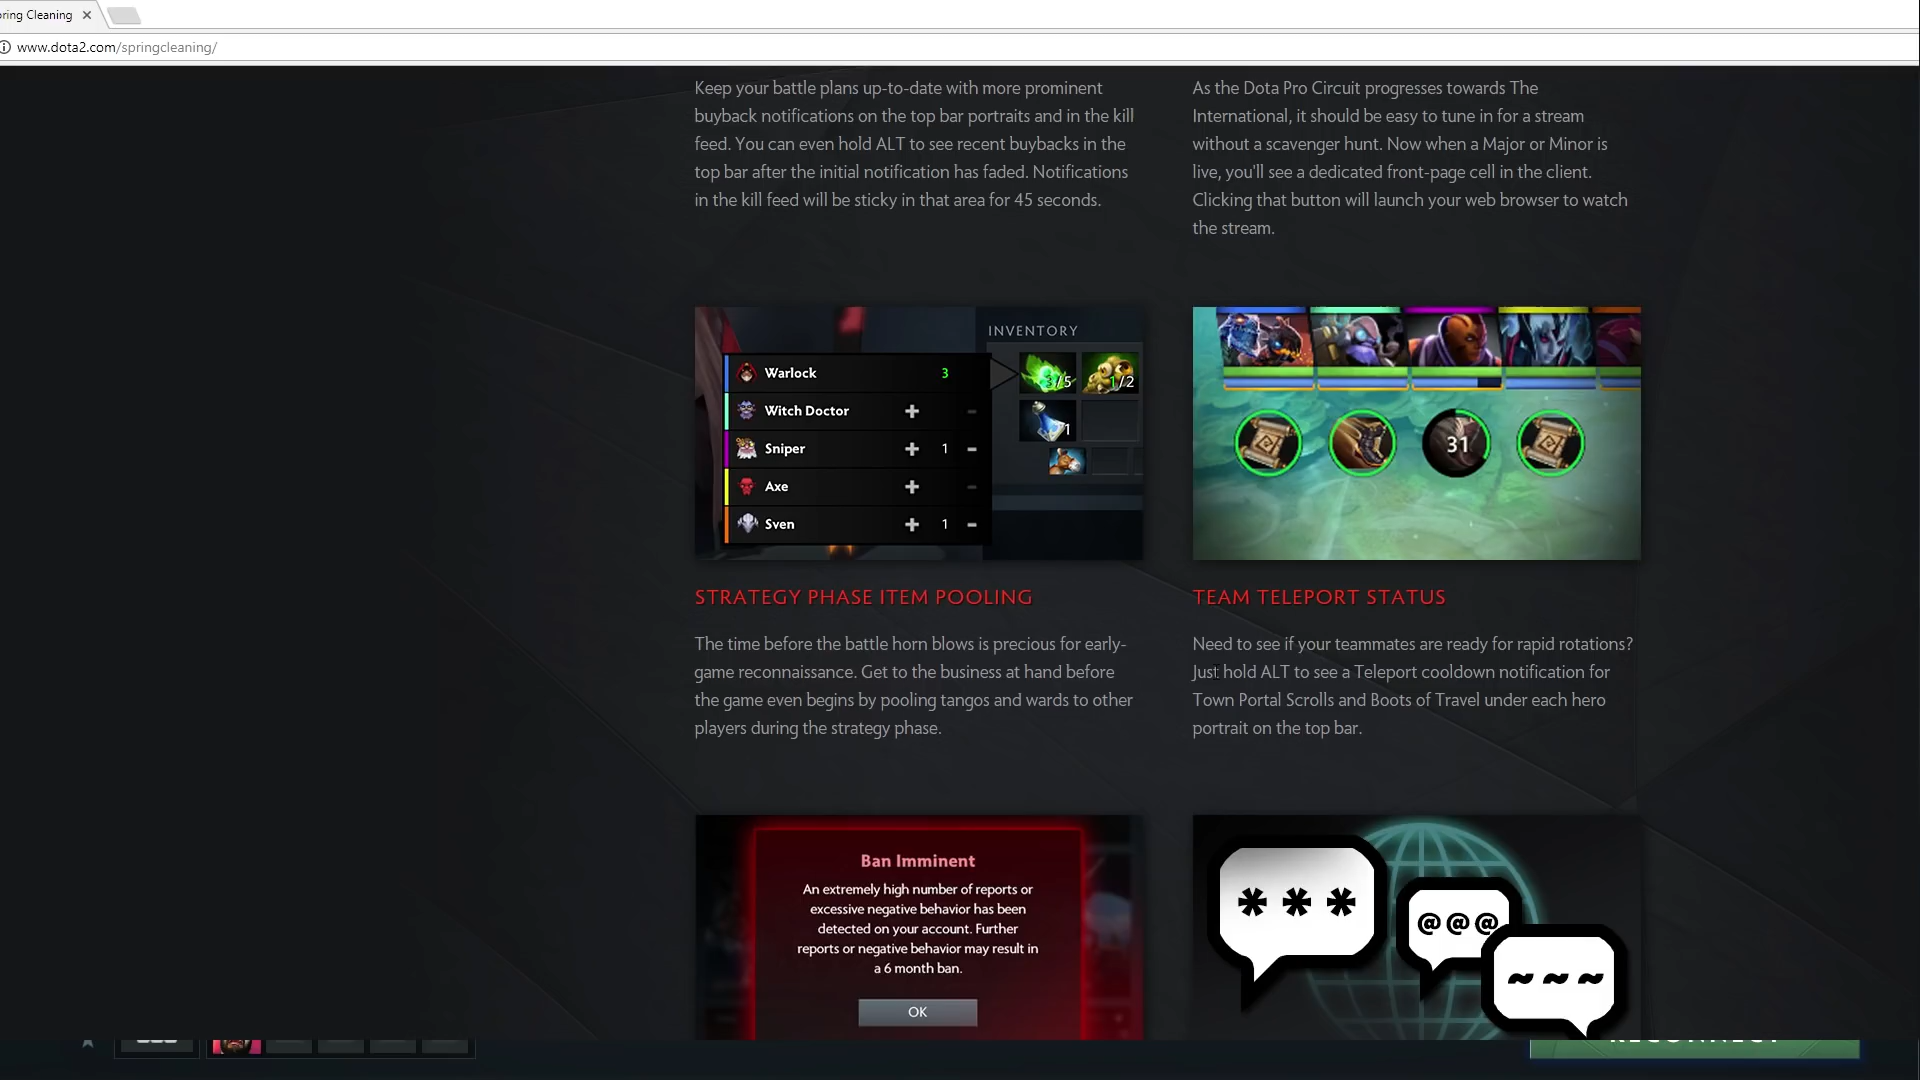 ring Cleaning
www.dota2.com/springcleaning/
Keep your battle plans up-to-date with more prominent
buyback notifications on the top bar portraits and in the kill
feed. You can even hold ALT to see recent buybacks in the
top bar after the initial notification has faded. Notifications
in the kill feed will be sticky in that area for 45 seconds.
As the Dota Pro Circuit progresses towards The
International, it should be easy to tune in for a stream
without a scavenger hunt. Now when a Major or Minor is
live, you'll see a dedicated front-page cell in the client.
Clicking that button will launch your web browser to watch
the stream.
INVENTORY
Warlock 3
3/5 1/2
Witch Doctor + -
1
Sniper + 1 -
Axe + -
Sven + 1 -
31
STRATEGY PHASE ITEM POOLING
The time before the battle horn blows is precious for early-
game reconnaissance. Get to the business at hand before
the game even begins by pooling tangos and wards to other
players during the strategy phase.
TEAM TELEPORT STATUS
Need to see if your teammates are ready for rapid rotations?
Just hold ALT to see a Teleport cooldown notification for
Town Portal Scrolls and Boots of Travel under each hero
portrait on the top bar.
Ban Imminent
An extremely high number of reports or
excessive negative behavior has been
detected on your account. Further
reports or negative behavior may result in
a 6 month ban.
OK
* * *
@@@
~ ~ ~
RECONNECT